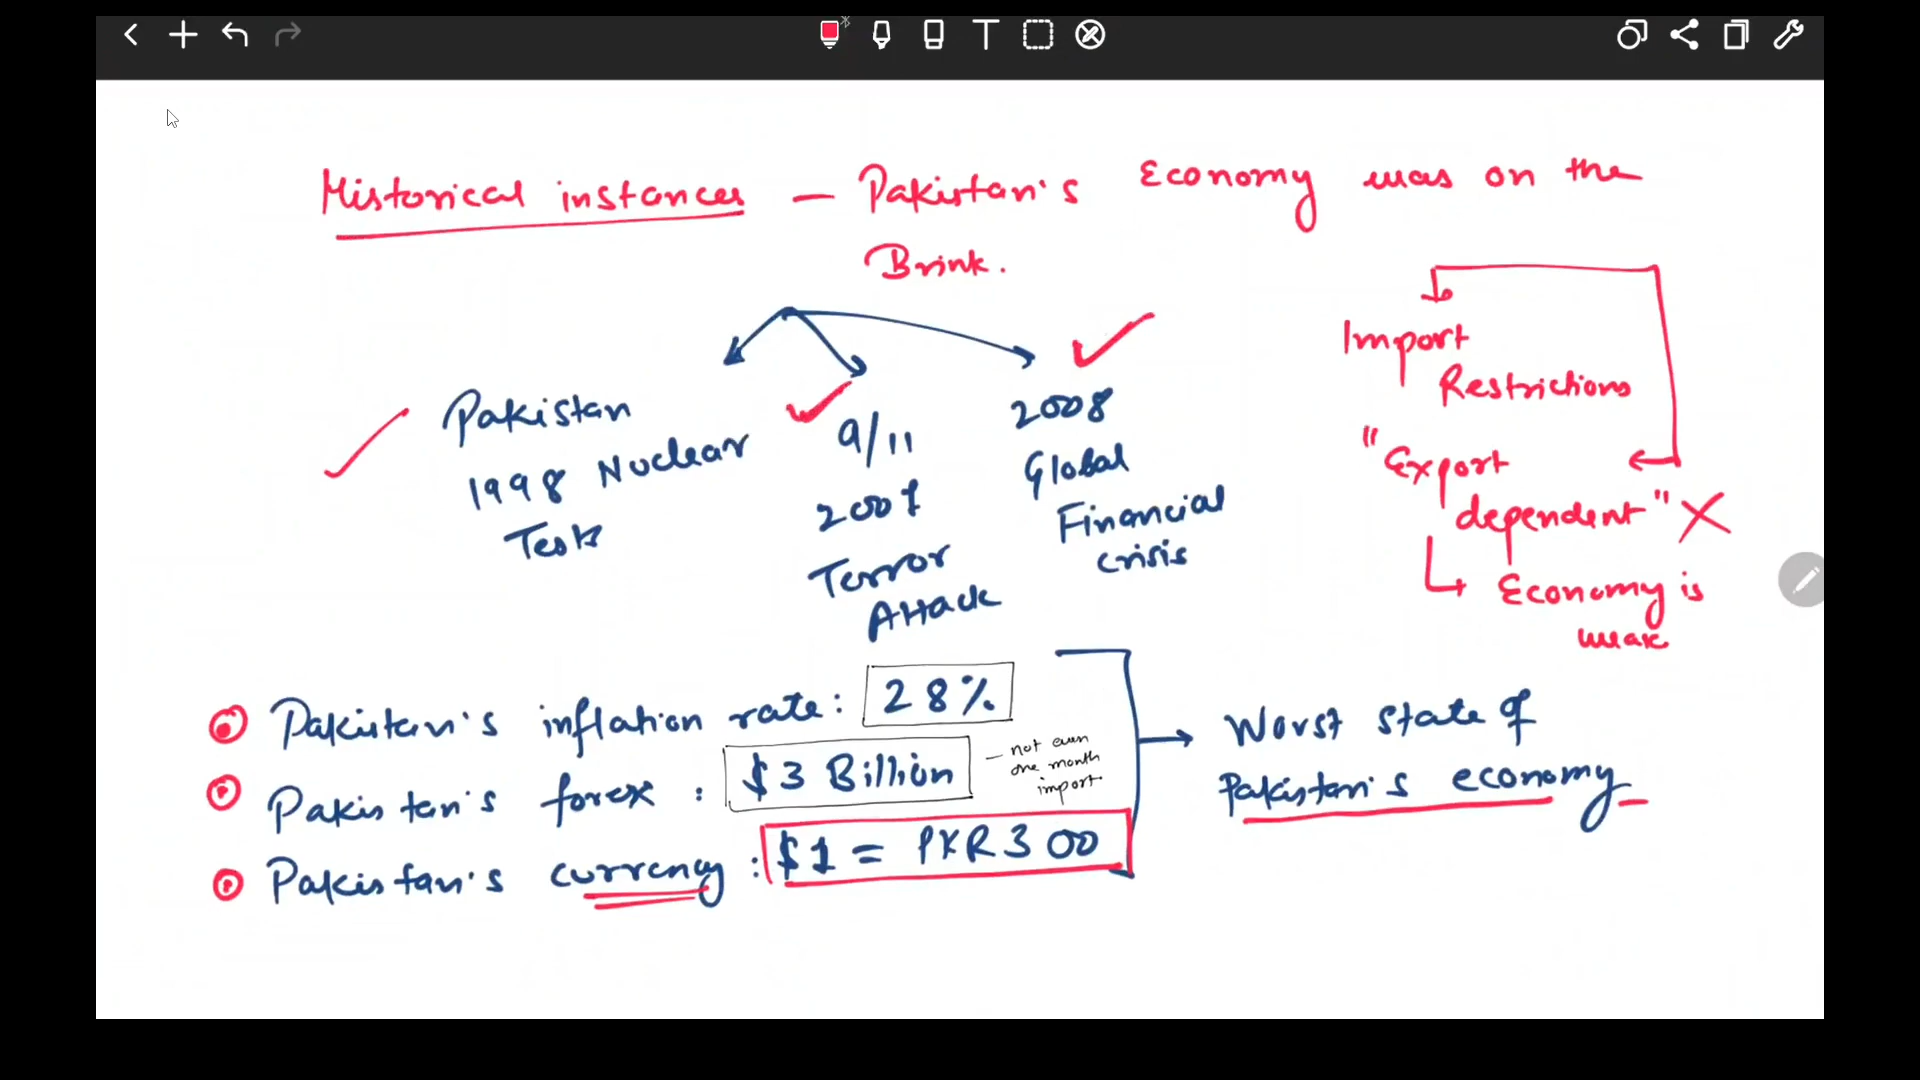 Historical instances — Pakistan's Economy was on the
Brink.
Pakistan
1998 Nuclear
Tests
9/11
2001
Terror
Attack
2008
Global
Financial
crisis
Import
Restrictions
"Export
dependent" X
Economy is
weak
Pakistan's inflation rate: 28%
Pakistan's forex : $3 Billion
— not even
one month
import
Pakistan's currency : $1 = PKR 300
Worst state of
Pakistan's economy